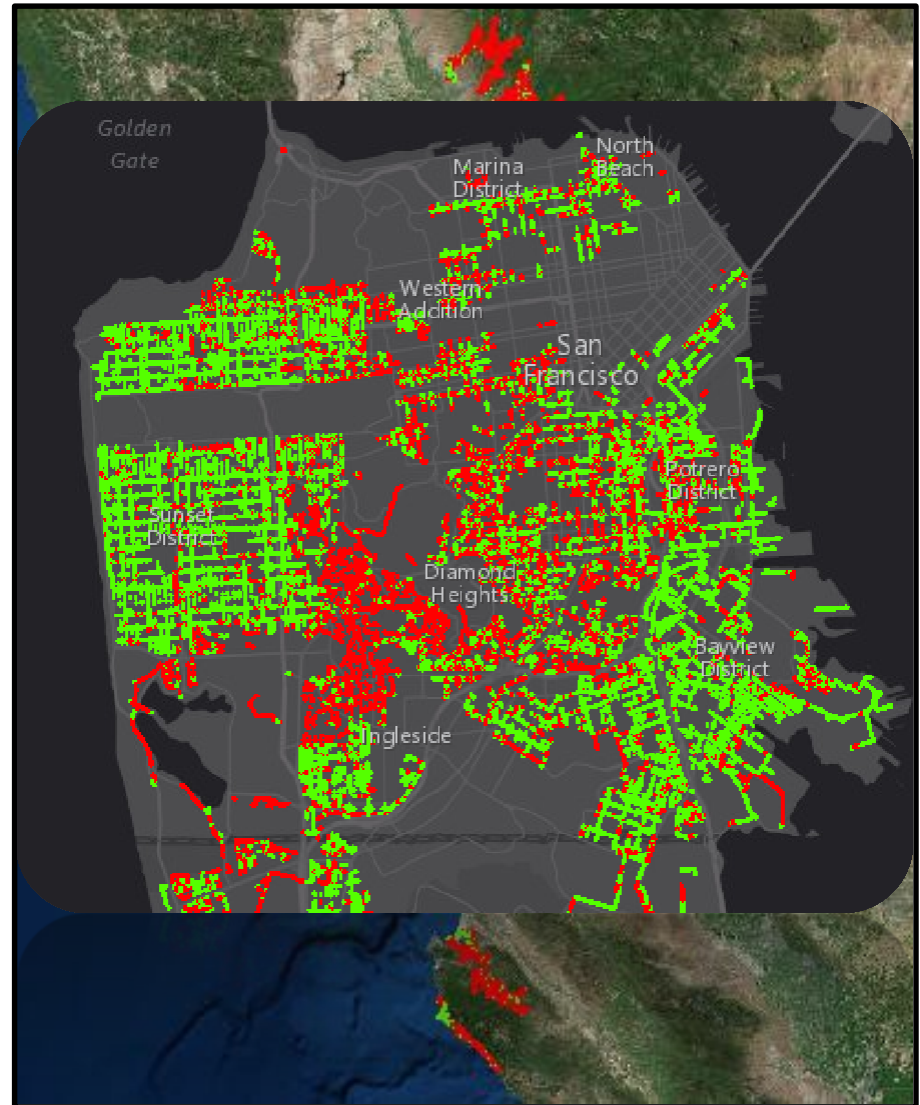 Golden
Gate
North
Beach
Marina
District
Western
Addition
San
Francisco
Potrero
District
Sunset
District
Diamond
Heights
Bayview
District
Ingleside